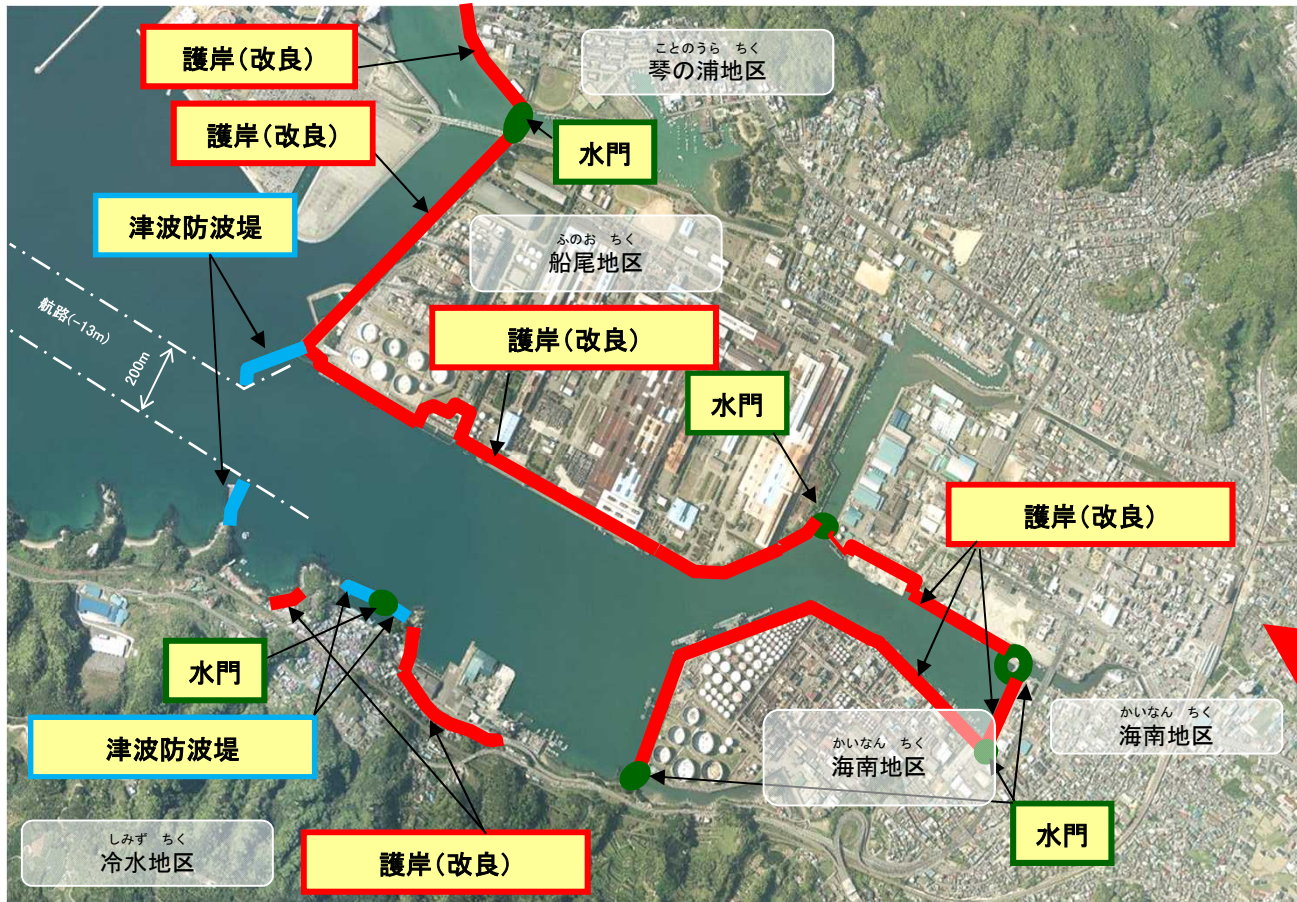 護岸(改良)
ことのうら ちく
琴の浦地区
護岸(改良)
水門
津波防波堤
ふのお ちく
船尾地区
航路(-13m)
200m
護岸(改良)
水門
護岸(改良)
水門
津波防波堤
かいなん ちく
海南地区
かいなん ちく
海南地区
しみず ちく
冷水地区
護岸(改良)
水門